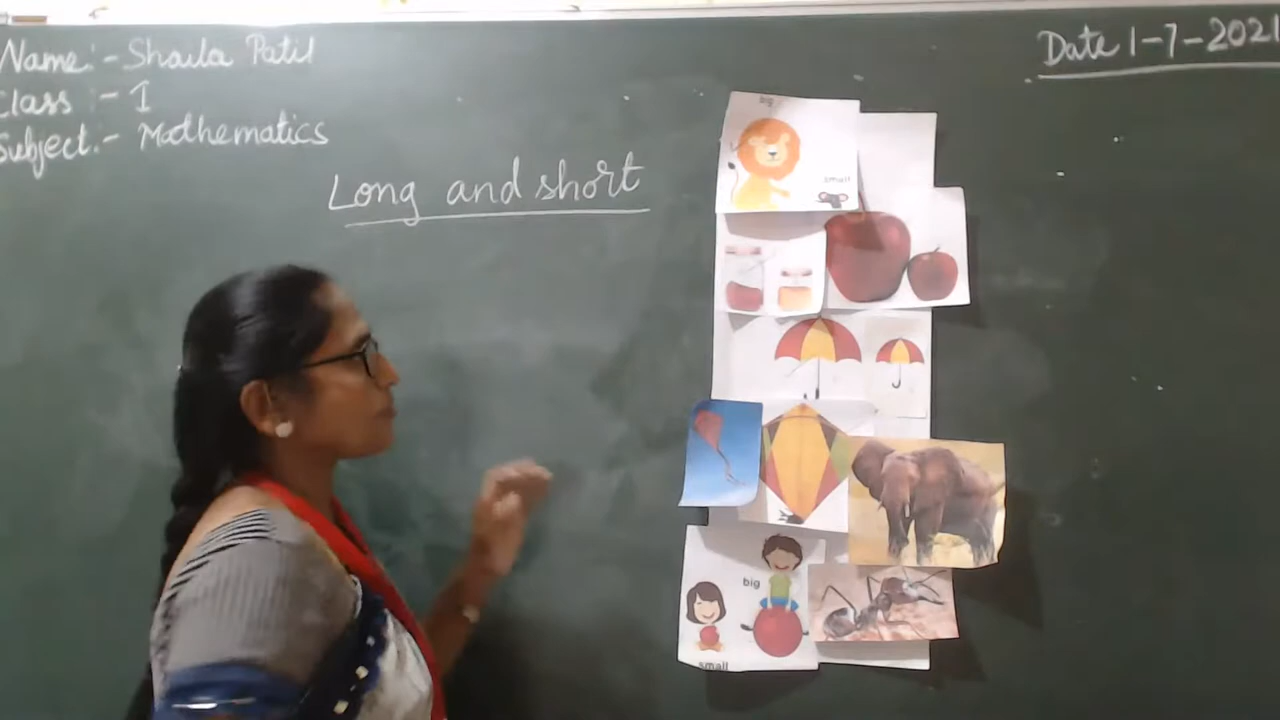 Name:- Shaila Patil
Class :- I
Subject.- Mathematics
Date 1-7-2021
Long and short
big
small
big
small